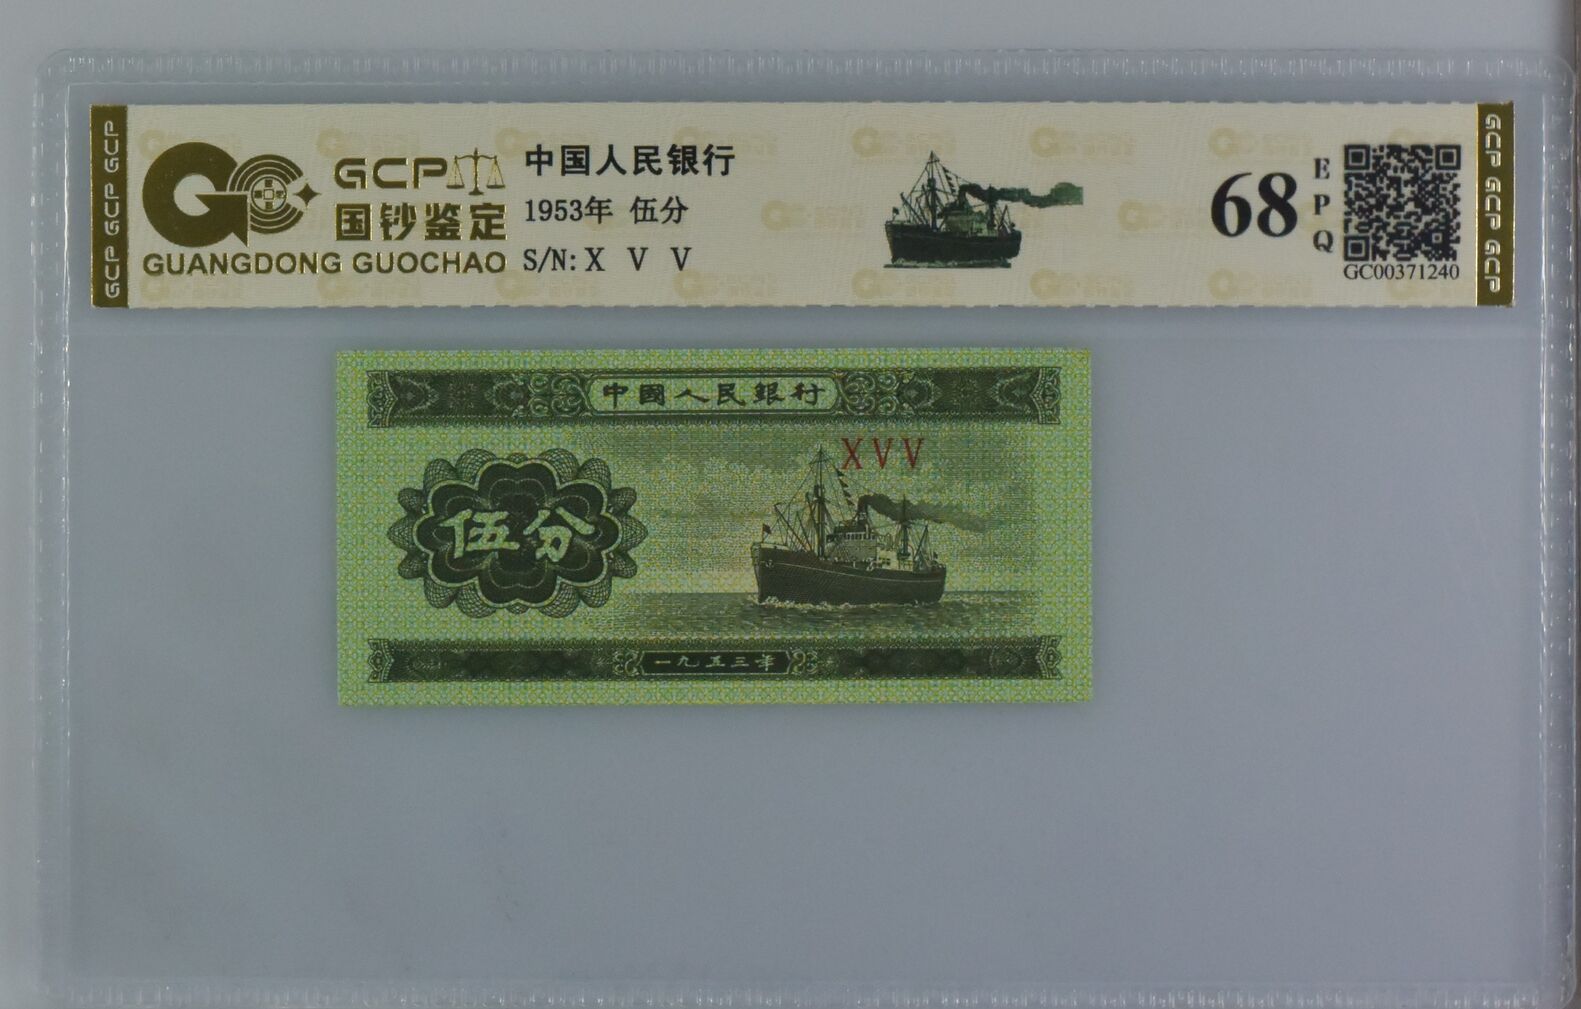 GCP GCP GCP
GCP
国钞鉴定
GUANGDONG GUOCHAO
中国人民银行
1953年 伍分
S/N: X V V
68
EPQ
GC00371240
GCP GCP GCP
中國人民銀行
XVV
伍分
一九五三年